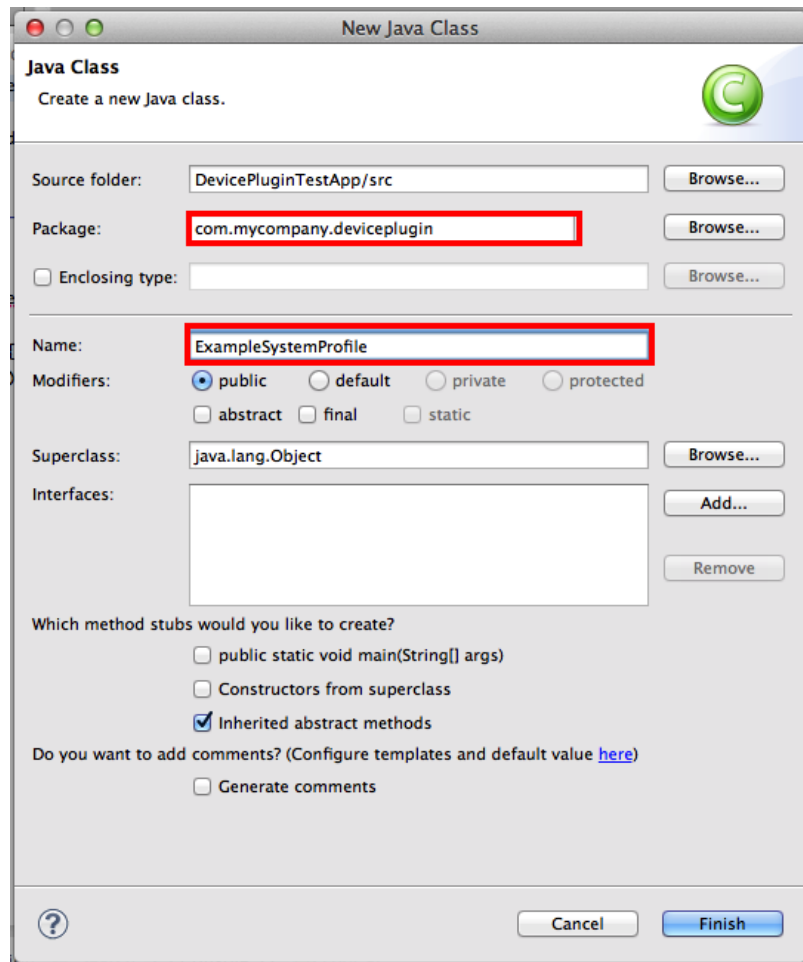 New Java Class
Java Class
Create a new Java class.
C
Source folder: DevicePluginTestApp/src Browse...
Package: com.mycompany.deviceplugin Browse...
Enclosing type: Browse...
Name: ExampleSystemProfile
Modifiers: public default private protected
abstract final static
Superclass: java.lang.Object Browse...
Interfaces: Add...
Remove
Which method stubs would you like to create?
public static void main(String[] args)
Constructors from superclass
Inherited abstract methods
Do you want to add comments? (Configure templates and default value here)
Generate comments
? Cancel Finish